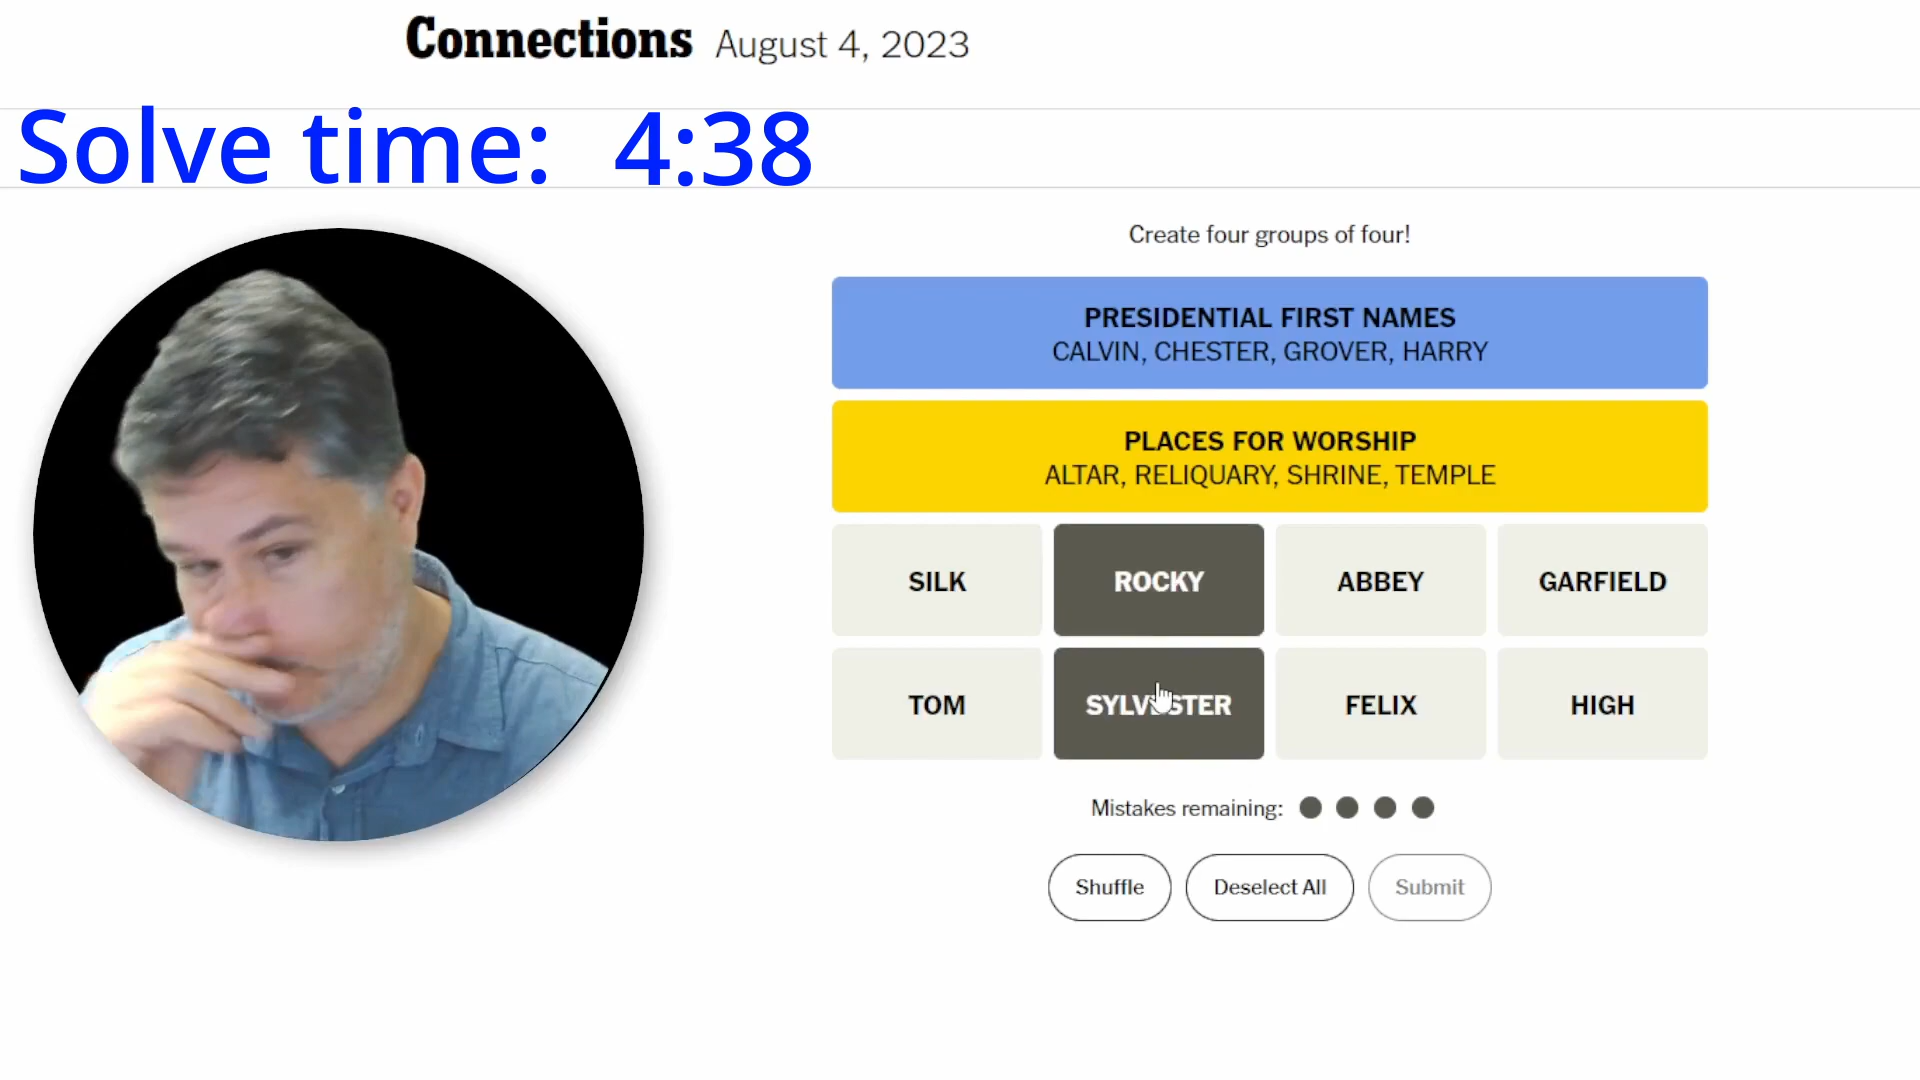 Connections August 4, 2023
Solve time: 4:38
Create four groups of four!
PRESIDENTIAL FIRST NAMES
CALVIN, CHESTER, GROVER, HARRY
PLACES FOR WORSHIP
ALTAR, RELIQUARY, SHRINE, TEMPLE
SILK ROCKY ABBEY GARFIELD
TOM SYLVESTER FELIX HIGH
Mistakes remaining:
Shuffle Deselect All Submit